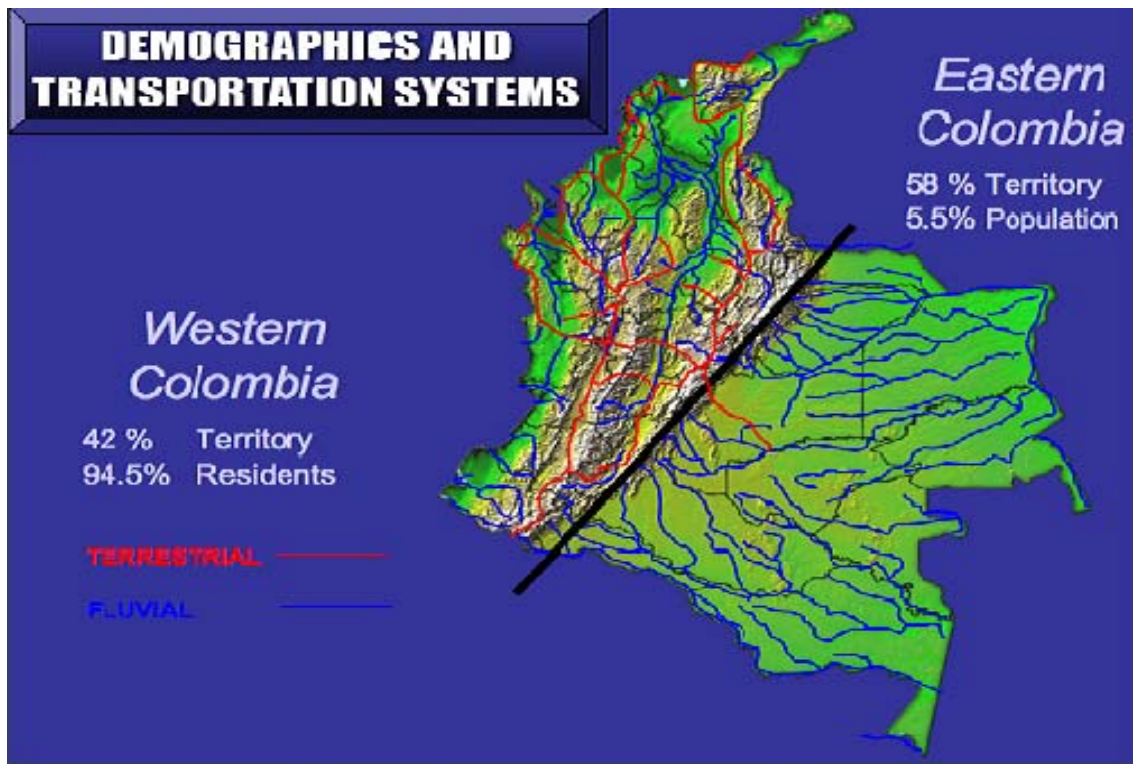 DEMOGRAPHICS AND
TRANSPORTATION SYSTEMS
Eastern
Colombia
58 % Territory
5.5% Population
Western
Colombia
42 % Territory
94.5% Residents
TERRESTRIAL
FLUVIAL